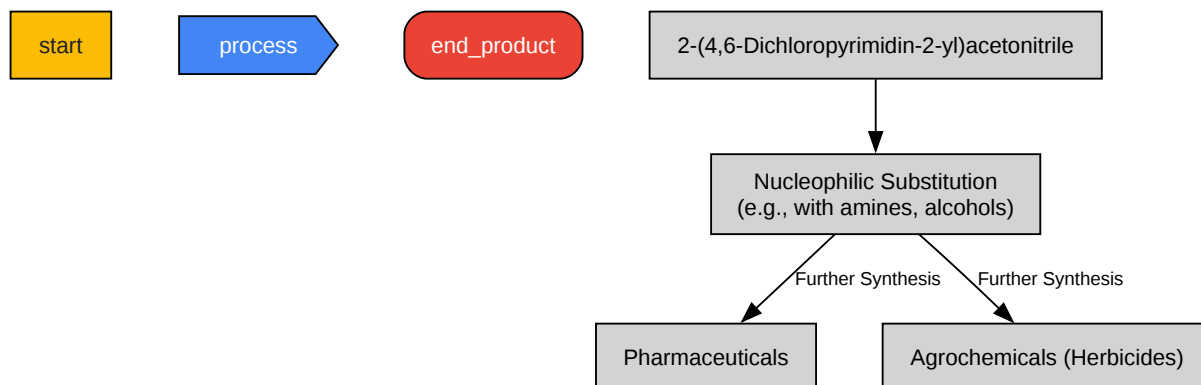 start
process
end_product
2-(4,6-Dichloropyrimidin-2-yl)acetonitrile
Nucleophilic Substitution
(e.g., with amines, alcohols)
Further Synthesis
Further Synthesis
Pharmaceuticals
Agrochemicals (Herbicides)